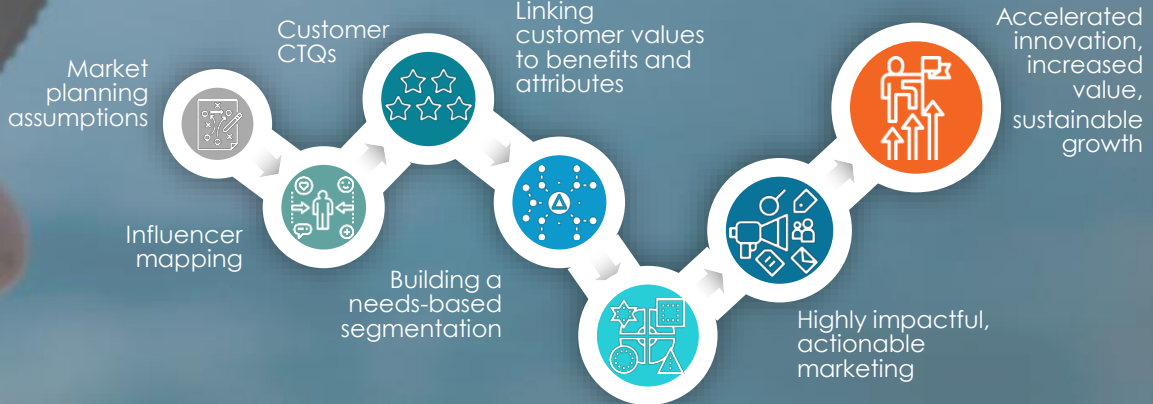 Market
planning
assumptions
Influencer
mapping
Customer
CTQs
Linking
customer values
to benefits and
attributes
Building a
needs-based
segmentation
Highly impactful,
actionable
marketing
Accelerated
innovation,
increased
value,
sustainable
growth